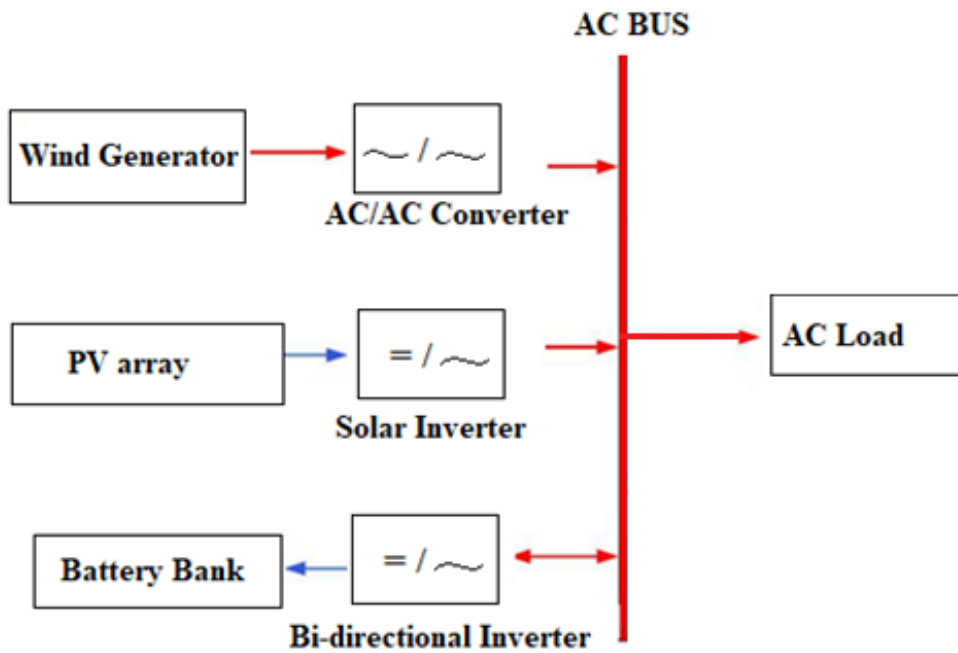 AC BUS
Wind Generator
~ / ~
AC/AC Converter
PV array
= / ~
Solar Inverter
AC Load
Battery Bank
= / ~
Bi-directional Inverter